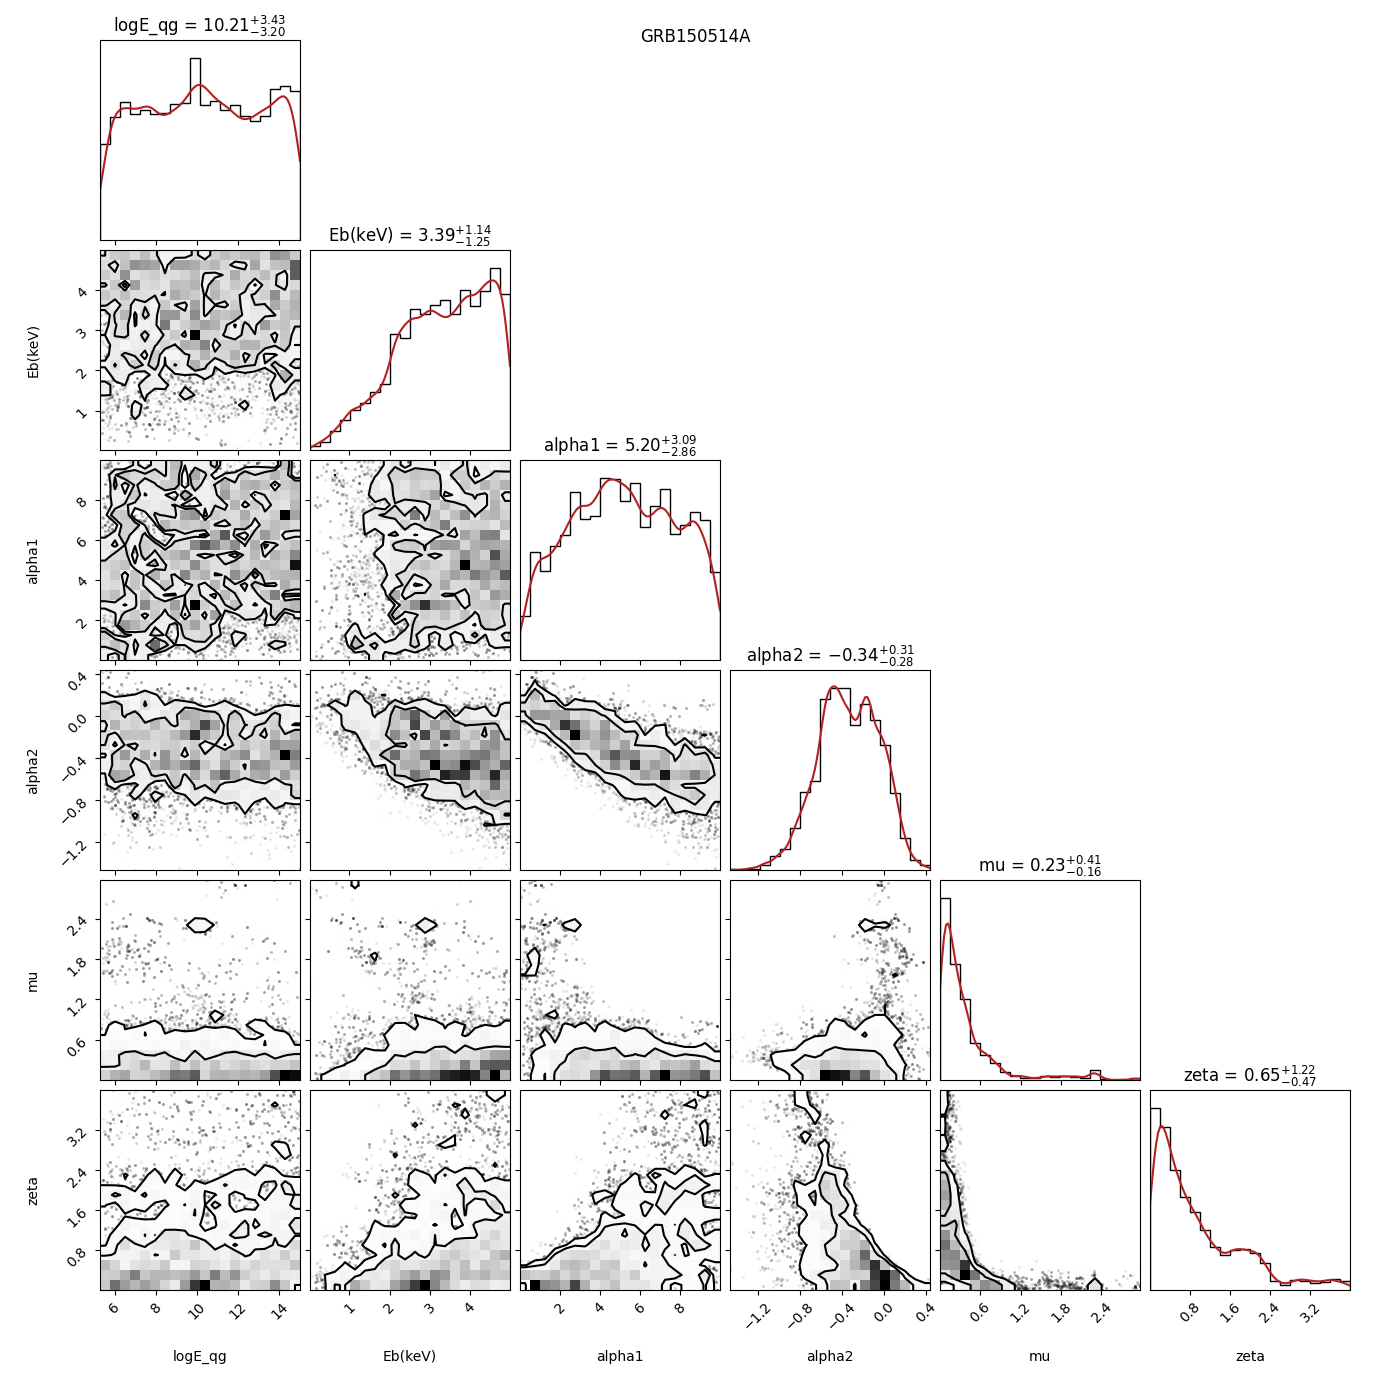 GRB150514A
logE_qg = 10.21+3.43 −3.20
Eb(keV) = 3.39+1.14 −1.25
Eb(keV)
4
3
2
1
alpha1 = 5.20+3.09 −2.86
alpha1
8
6
4
2
alpha2 = −0.34+0.31 −0.28
alpha2
0.4
0.0
−0.4
−0.8
−1.2
mu = 0.23+0.41 −0.16
mu
2.4
1.8
1.2
0.6
zeta = 0.65+1.22 −0.47
zeta
3.2
2.4
1.6
0.8
6 8 10 12 14
1 2 3 4
2 4 6 8
−1.2 −0.8 −0.4 0.0 0.4
0.6 1.2 1.8 2.4
0.8 1.6 2.4 3.2
logE_qg
Eb(keV)
alpha1
alpha2
mu
zeta